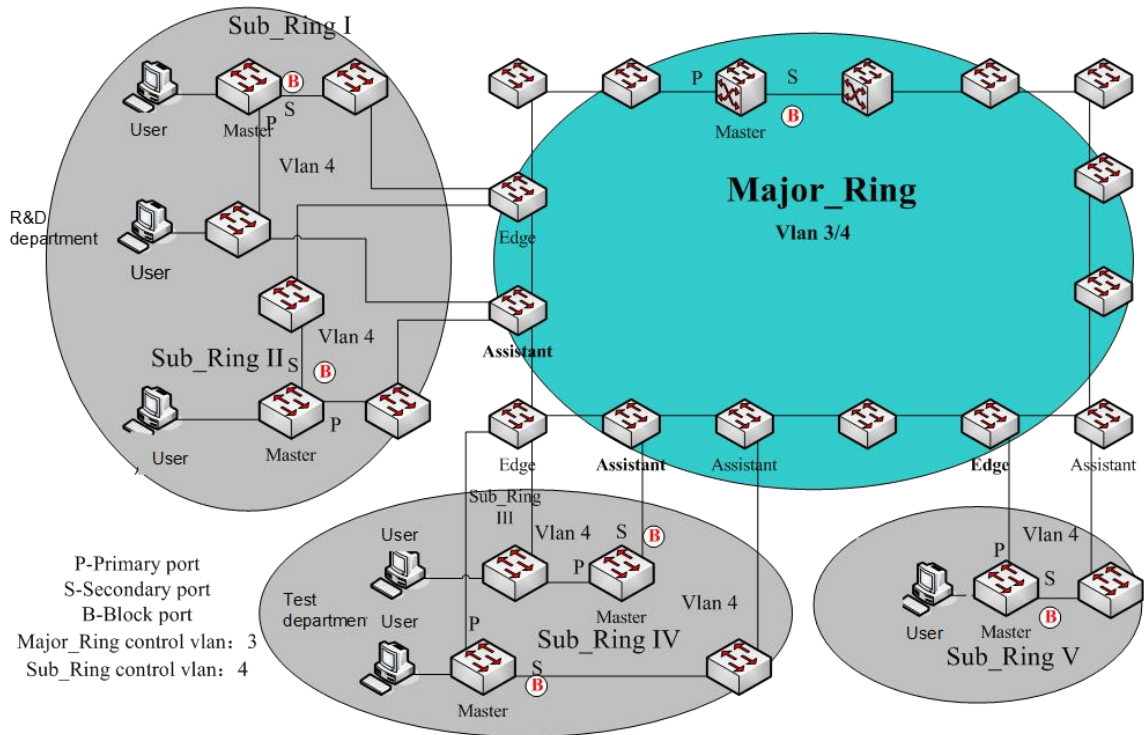 Sub_Ring I
B
S
User
Master
P
Vlan 4
R&D
department
User
Vlan 4
Sub_Ring II
S
B
P
User
Master
,
P
S
B
Master
Major_Ring
Vlan 3/4
Edge
Assistant
Edge
Assistant
Assistant
Edge
Assistant
Sub_Ring
III
User
Vlan 4
S
B
P
Master
Vlan 4
Test
department
User
P
Sub_Ring IV
S
B
Master
Vlan 4
P
S
B
User
Master
Sub_Ring V
P-Primary port
S-Secondary port
B-Block port
Major_Ring control vlan：3
Sub_Ring control vlan：4